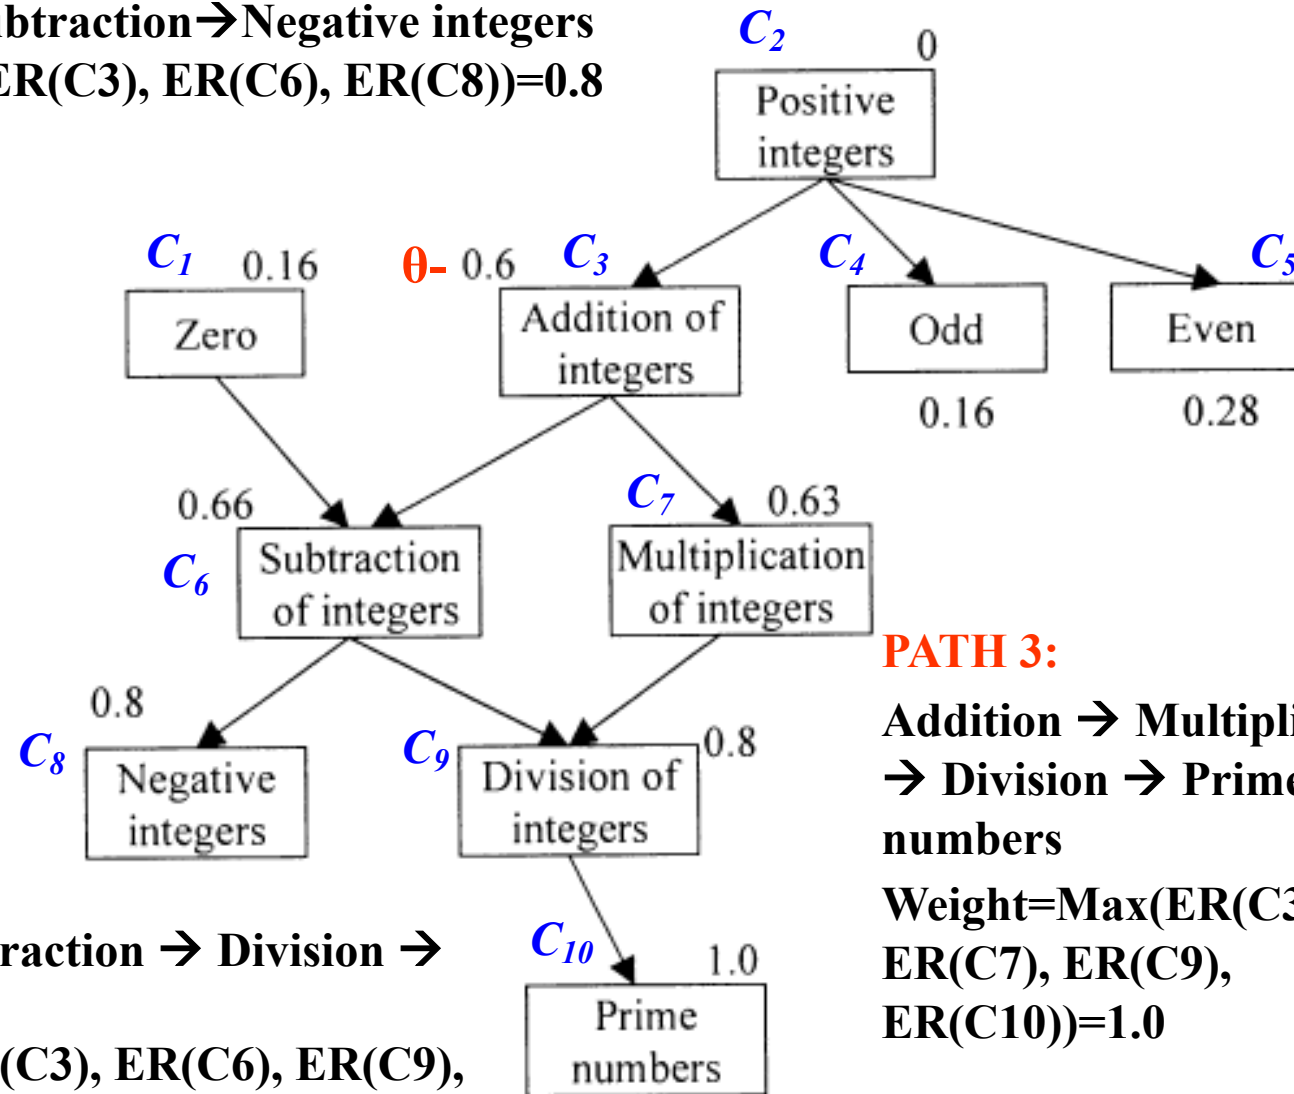 btraction→Negative integers
ER(C3), ER(C6), ER(C8))=0.8
C2
0
Positive
integers
C1 0.16
θ- 0.6 C3
C4
C5
Zero
Addition of
integers
Odd
Even
0.16
0.28
0.66
C7 0.63
C6
Subtraction
of integers
Multiplication
of integers
PATH 3:
Addition → Multipli
→ Division → Prime
numbers
Weight=Max(ER(C3
ER(C7), ER(C9),
ER(C10))=1.0
0.8
C8
Negative
integers
C9
0.8
Division of
integers
raction → Division →
(C3), ER(C6), ER(C9),
C10 1.0
Prime
numbers